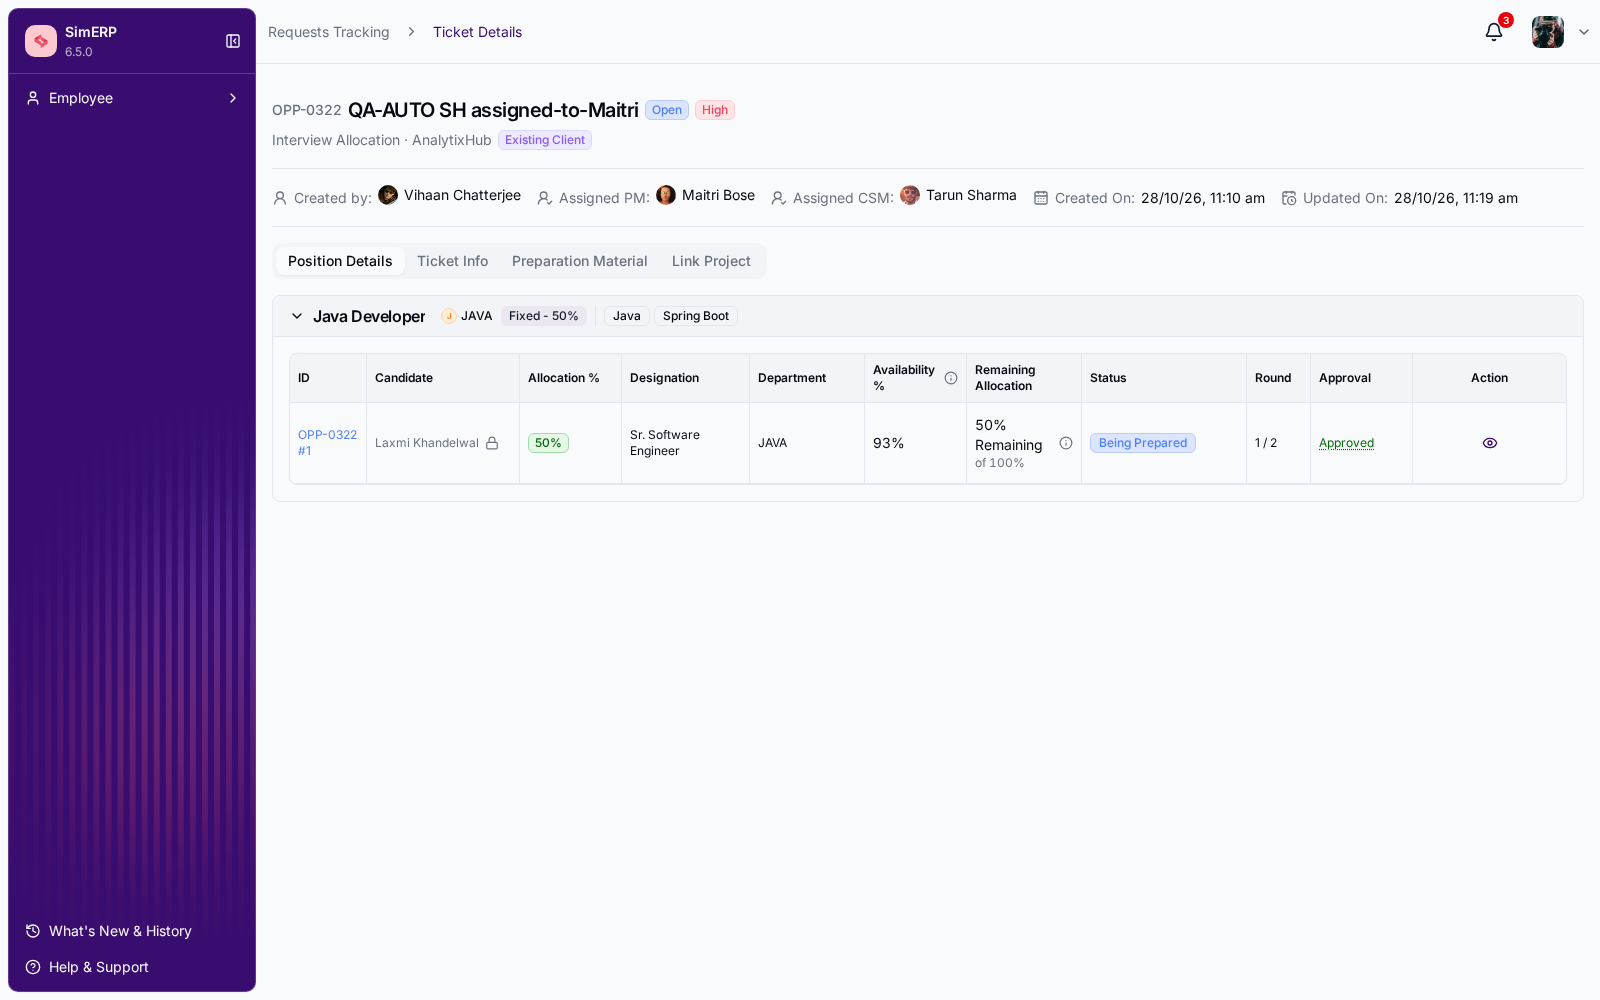 SimERP
6.5.0
Employee
What's New & History
Help & Support
Requests Tracking > Ticket Details
3
OPP-0322 QA-AUTO SH assigned-to-Maitri Open High
Interview Allocation · AnalytixHub Existing Client
Created by: Vihaan Chatterjee Assigned PM: Maitri Bose Assigned CSM: Tarun Sharma Created On: 28/10/26, 11:10 am Updated On: 28/10/26, 11:19 am
Position Details Ticket Info Preparation Material Link Project
Java Developer J JAVA Fixed - 50% Java Spring Boot
ID Candidate Allocation % Designation Department Availability % Remaining Allocation Status Round Approval Action
OPP-0322 #1 Laxmi Khandelwal 50% Sr. Software Engineer JAVA 93% 50% Remaining of 100% Being Prepared 1 / 2 Approved